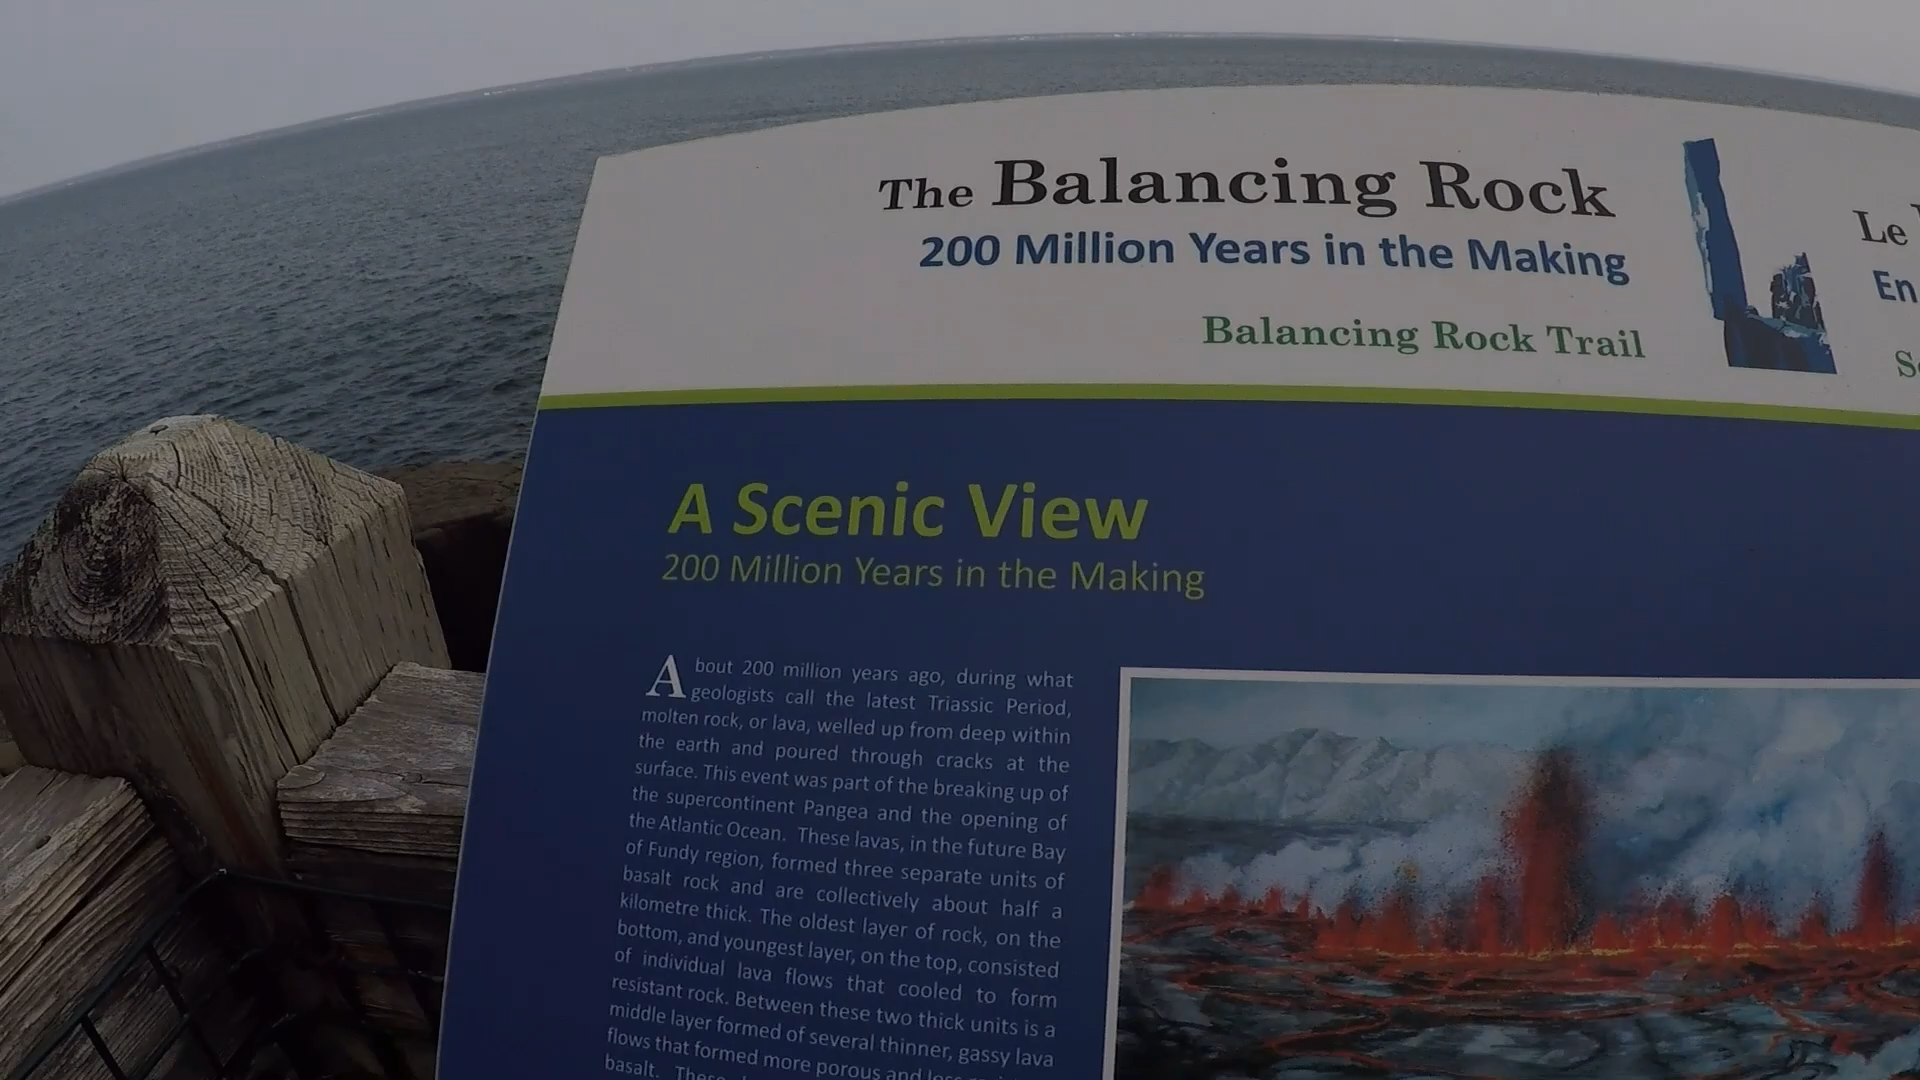 The Balancing Rock
200 Million Years in the Making
Balancing Rock Trail
Le
En
A Scenic View
200 Million Years in the Making
About 200 million years ago, during what
geologists call the latest Triassic Period,
molten rock, or lava, welled up from deep within
the earth and poured through cracks at the
surface. This event was part of the breaking up of
the supercontinent Pangea and the opening of
the Atlantic Ocean. These lavas, in the future Bay
of Fundy region, formed three separate units of
basalt rock and are collectively about half a
kilometre thick. The oldest layer of rock, on the
bottom, and youngest layer, on the top, consisted
of individual lava flows that cooled to form
resistant rock. Between these two thick units is a
middle layer formed of several thinner, gassy lava
flows that formed more porous and less
basalt. These